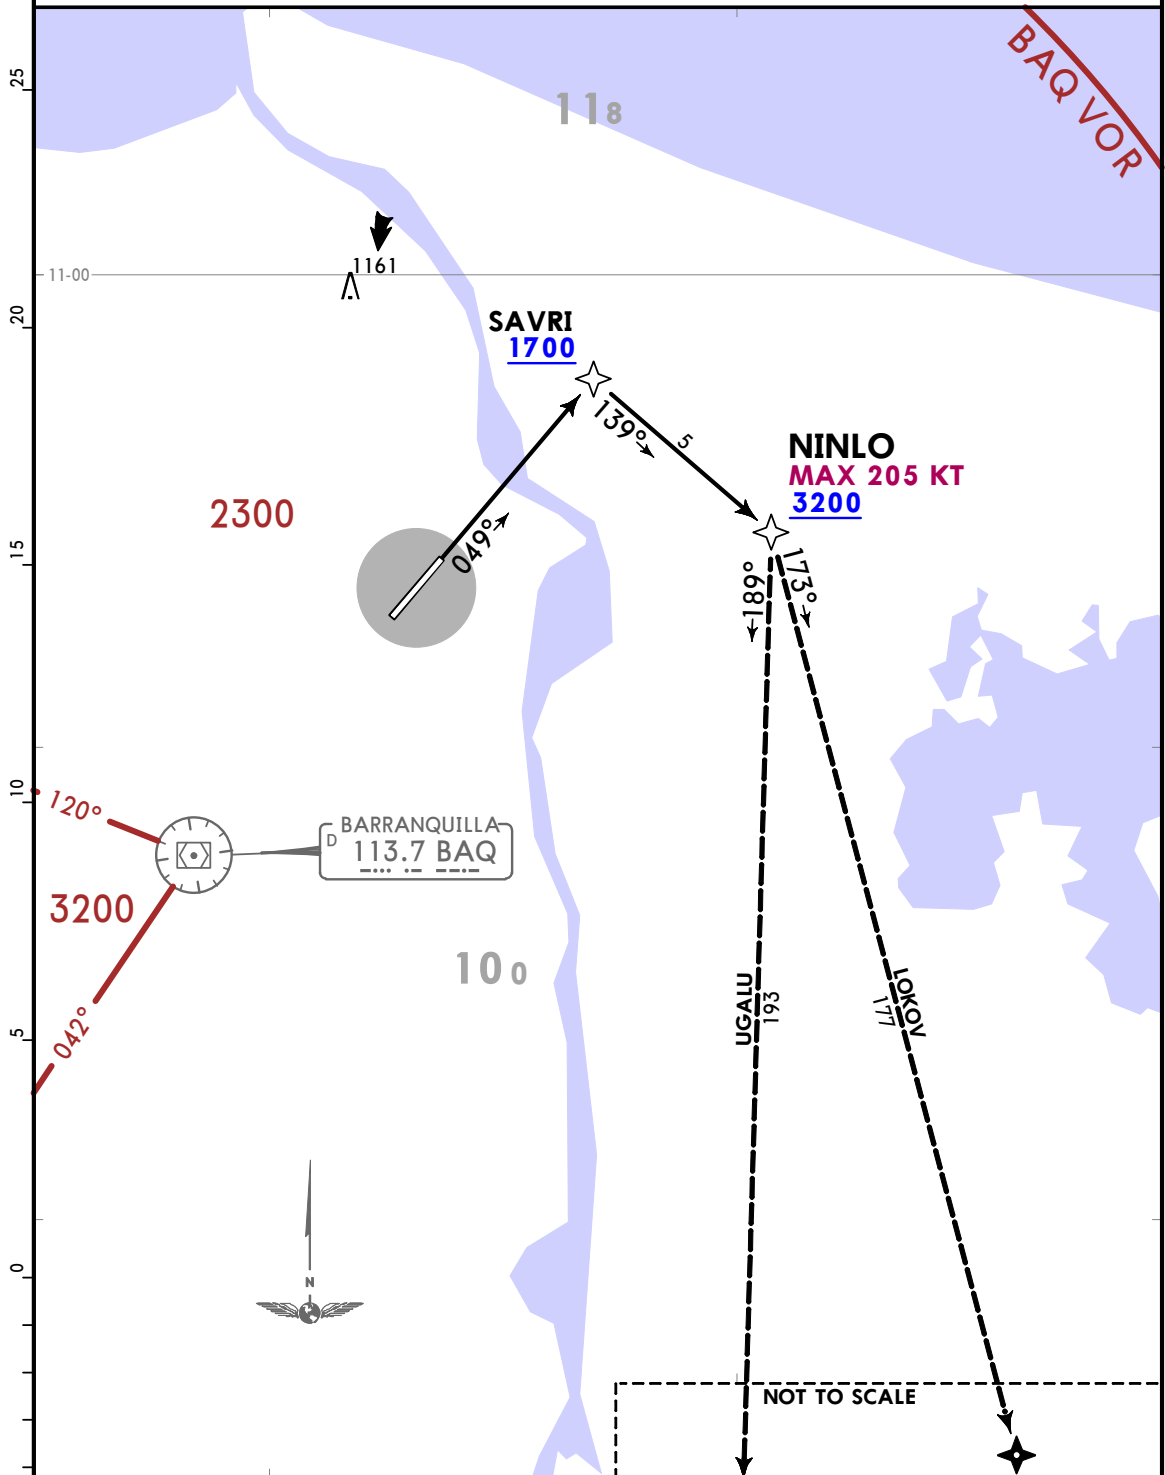 BAQ VOR
25
118
1161
11-00
20
SAVRI
1700
139°
5
NINLO
MAX 205 KT
3200
2300
049°
15
189°
173°
10
120°
BARRANQUILLA
D
113.7 BAQ
3200
100
UGALU
193
LOKOV
177
042°
5
N
0
NOT TO SCALE